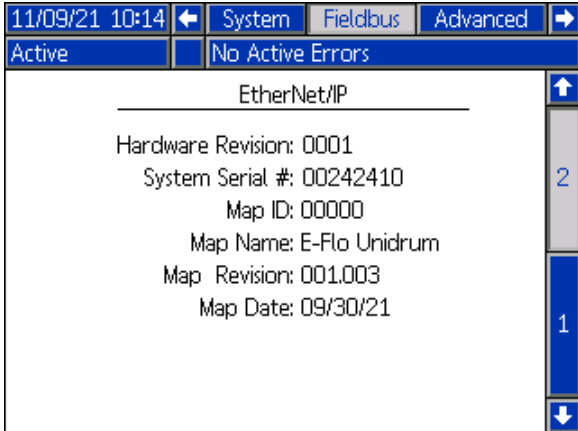 11/09/21 10:14 System Fieldbus Advanced
Active No Active Errors
EtherNet/IP
Hardware Revision: 0001
System Serial #: 00242410
2
Map ID: 00000
Map Name: E-Flo Unidrum
Map Revision: 001.003
Map Date: 09/30/21
1